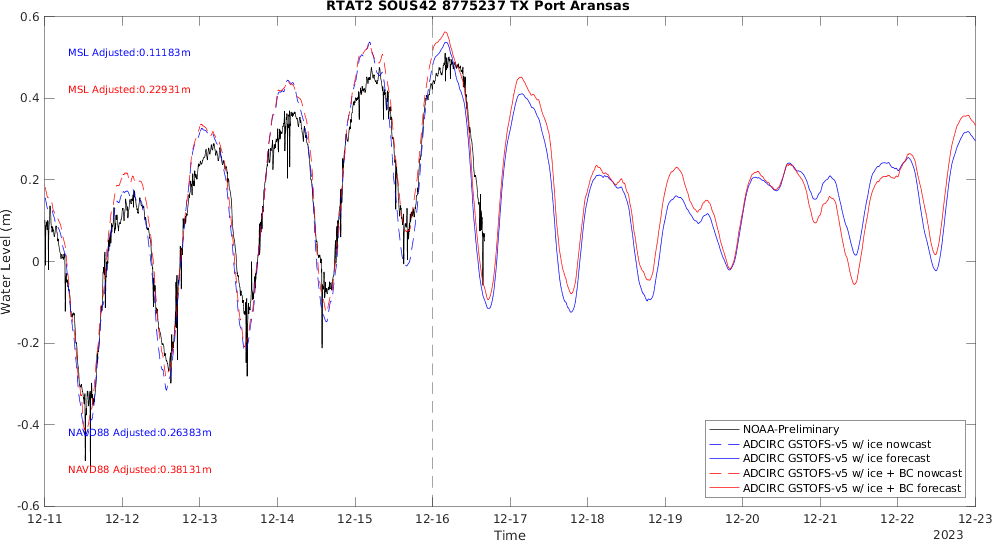 RTAT2 SOUS42 8775237 TX Port Aransas
0.6
0.4
0.2
0
-0.2
-0.4
-0.6
Water Level (m)
MSL Adjusted:0.11183m
MSL Adjusted:0.22931m
NAVD88 Adjusted:0.26383m
NAVD88 Adjusted:0.38131m
NOAA-Preliminary
ADCIRC GSTOFS-v5 w/ ice nowcast
ADCIRC GSTOFS-v5 w/ ice forecast
ADCIRC GSTOFS-v5 w/ ice + BC nowcast
ADCIRC GSTOFS-v5 w/ ice + BC forecast
12-11 12-12 12-13 12-14 12-15 12-16 12-17 12-18 12-19 12-20 12-21 12-22 12-23
Time
2023